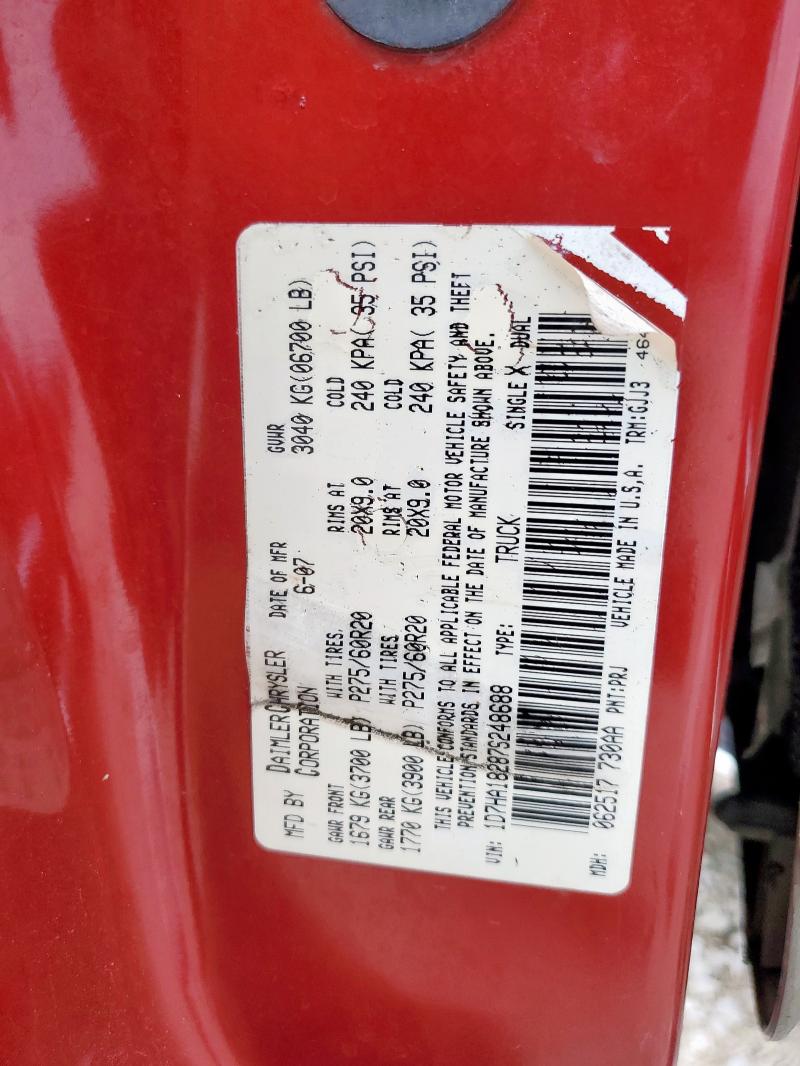 MFD BY DAIMLERCHRYSLER CORPORATION DATE OF MFR 6-07 GVWR 3040 KG(06700 LB)
GAWR FRONT WITH TIRES RIMS AT COLD
1679 KG(3700 LB) P275/60R20 20X9.0 240 KPA( 35 PSI)
GAWR REAR WITH TIRES RIMS AT COLD
1770 KG(3900 LB) P275/60R20 20X9.0 240 KPA( 35 PSI)
THIS VEHICLE CONFORMS TO ALL APPLICABLE FEDERAL MOTOR VEHICLE SAFETY AND THEFT
PREVENTION STANDARDS IN EFFECT ON THE DATE OF MANUFACTURE SHOWN ABOVE.
VIN: 1D7HA18287S248688 TYPE: TRUCK SINGLE X DUAL
MDH: 062517 730AA PNT:PRJ VEHICLE MADE IN U.S.A. TRM:GJJ3